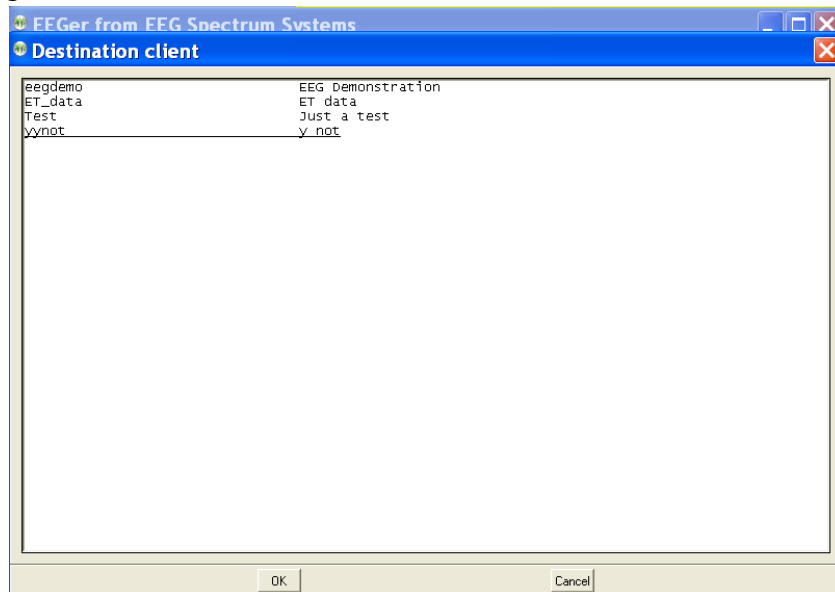 EEGer from EEG Spectrum Systems
Destination client
eegdemo EEG Demonstration
ET_data ET data
Test Just a test
yynot y not
OK Cancel